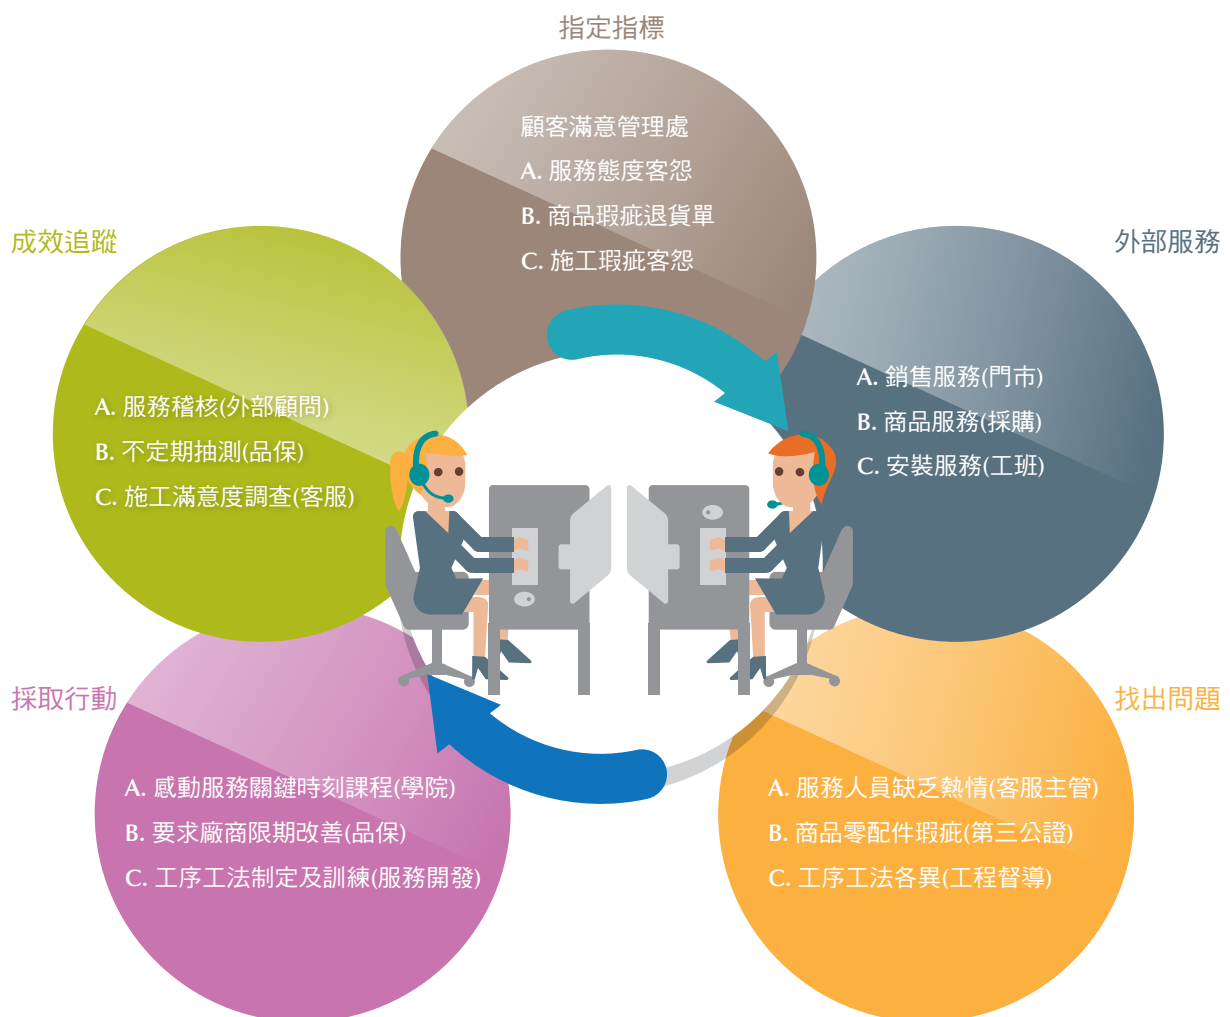 指定指標
顧客滿意管理處
A. 服務態度客怨
B. 商品瑕疵退貨單
C. 施工瑕疵客怨
外部服務
A. 銷售服務(門市)
B. 商品服務(採購)
C. 安裝服務(工班)
找出問題
A. 服務人員缺乏熱情(客服主管)
B. 商品零配件瑕疵(第三公證)
C. 工序工法各異(工程督導)
採取行動
A. 感動服務關鍵時刻課程(學院)
B. 要求廠商限期改善(品保)
C. 工序工法制定及訓練(服務開發)
成效追蹤
A. 服務稽核(外部顧問)
B. 不定期抽測(品保)
C. 施工滿意度調查(客服)